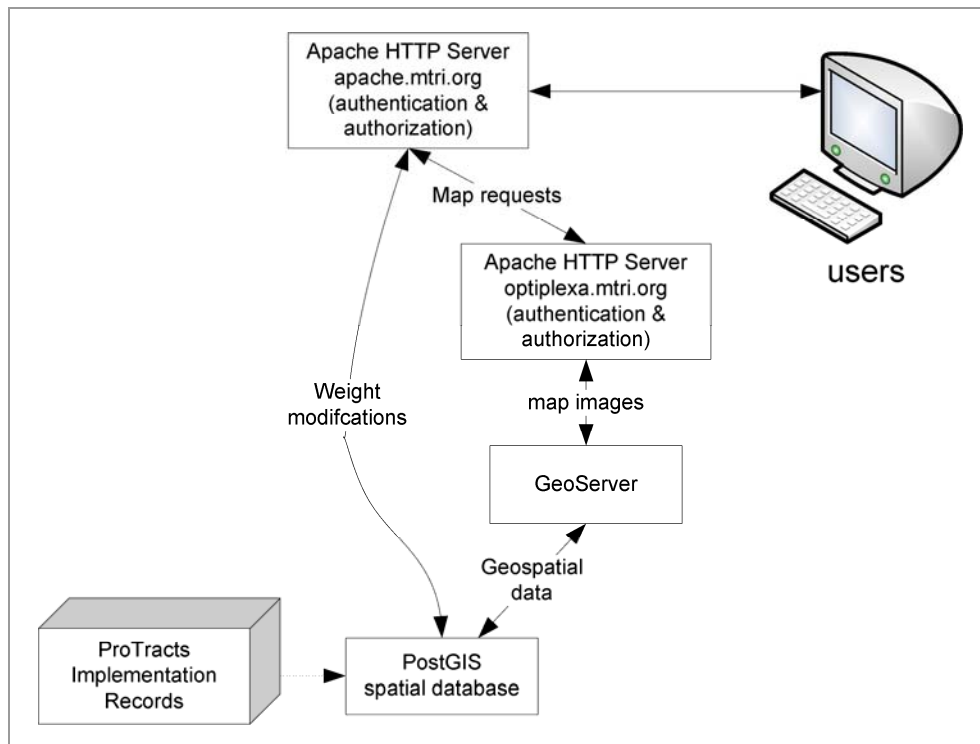 Apache HTTP Server
apache.mtri.org
(authentication &
authorization)
Map requests
Apache HTTP Server
optiplexa.mtri.org
(authentication &
authorization)
users
Weight
modifcations
map images
GeoServer
Geospatial
data
ProTracts
Implementation
Records
PostGIS
spatial database